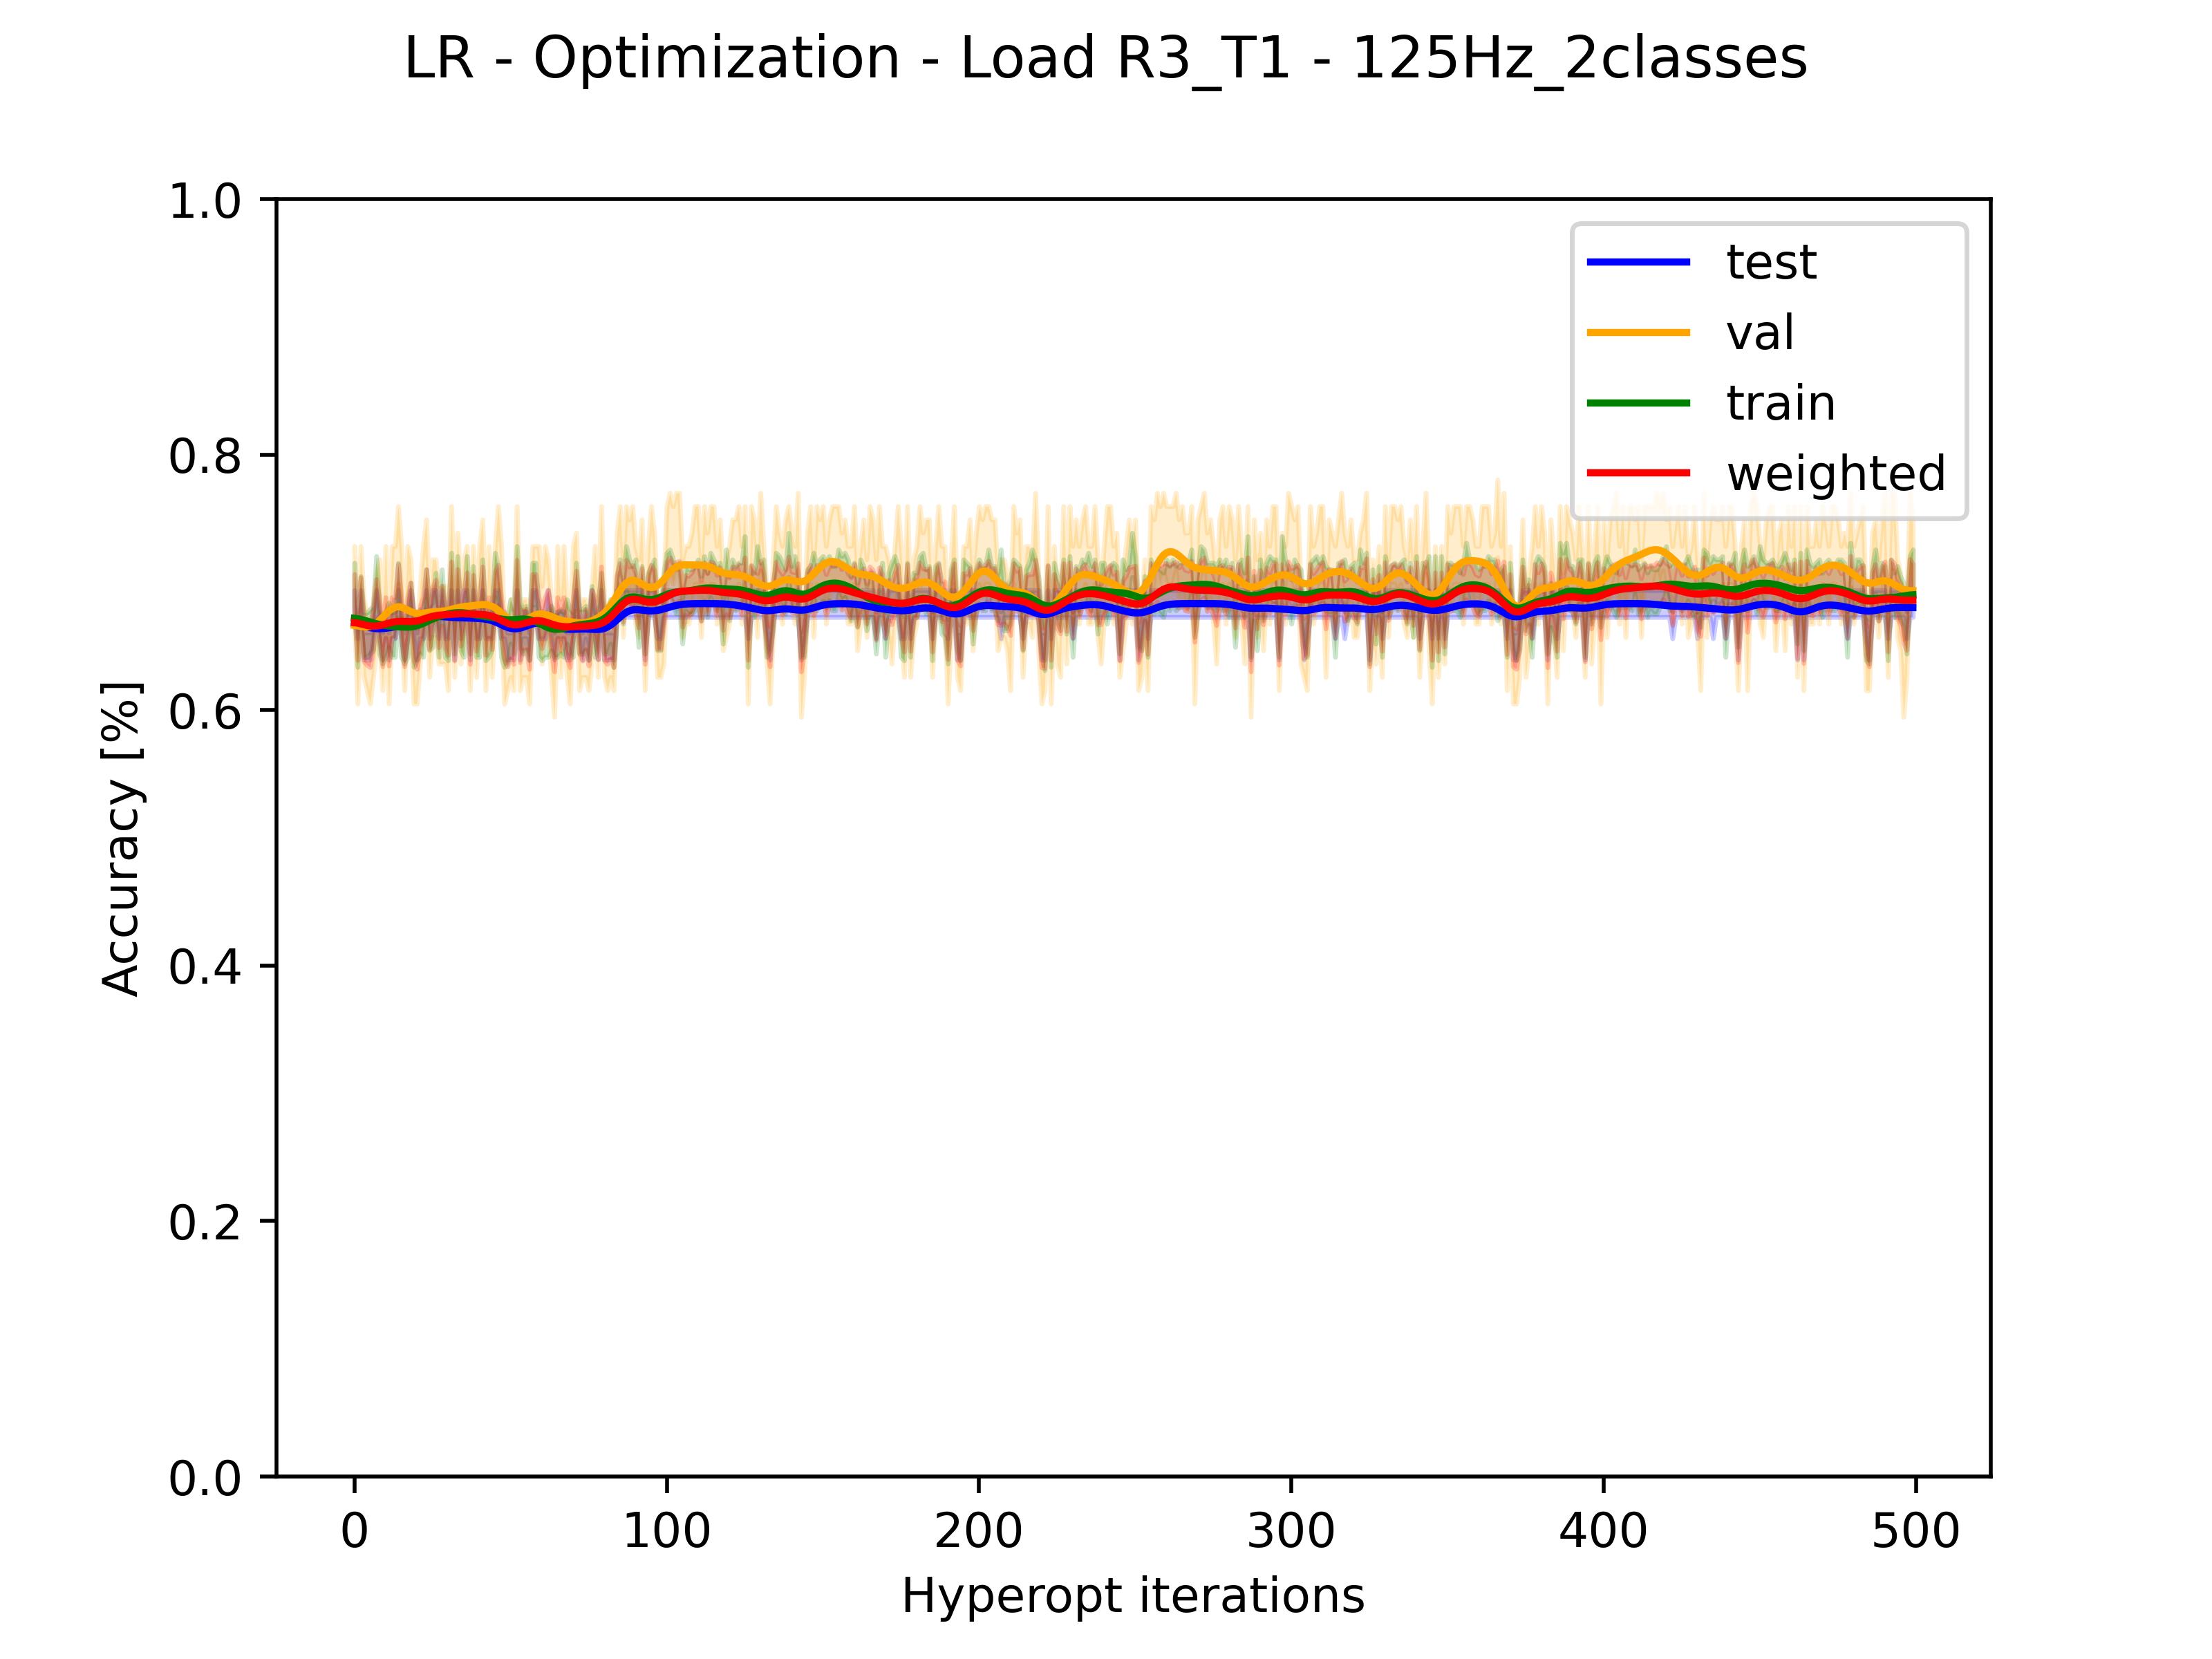 LR - Optimization - Load R3_T1 - 125Hz_2classes
1.0
0.8
0.6
0.4
0.2
0.0
Accuracy [%]
test
val
train
weighted
0 100 200 300 400 500
Hyperopt iterations